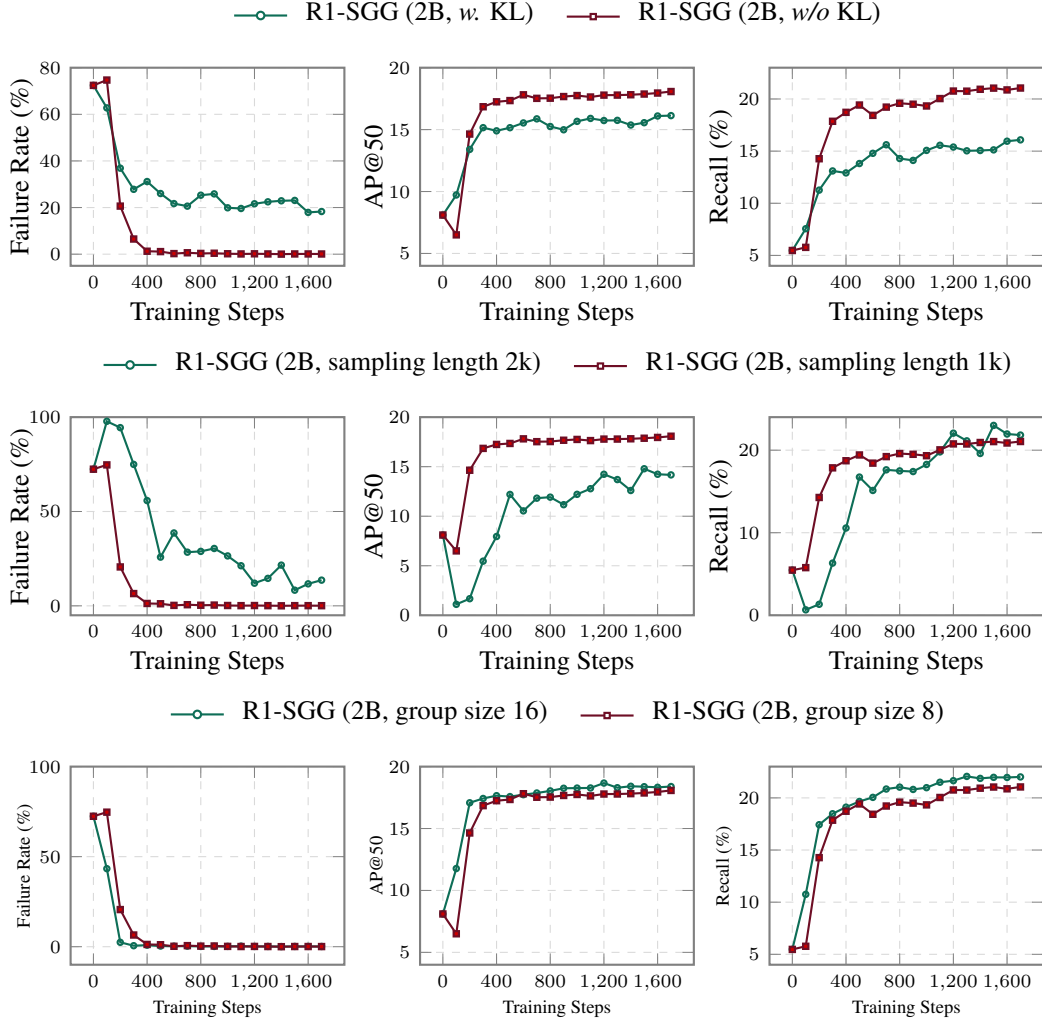 R1-SGG (2B, w. KL) R1-SGG (2B, w/o KL)
Failure Rate (%)
80
60
40
20
0
0 400 800 1,200 1,600
Training Steps
AP@50
20
15
10
5
0 400 800 1,200 1,600
Training Steps
Recall (%)
20
15
10
5
0 400 800 1,200 1,600
Training Steps
R1-SGG (2B, sampling length 2k) R1-SGG (2B, sampling length 1k)
Failure Rate (%)
100
50
0
0 400 800 1,200 1,600
Training Steps
AP@50
20
15
10
5
0
0 400 800 1,200 1,600
Training Steps
Recall (%)
20
10
0
0 400 800 1,200 1,600
Training Steps
R1-SGG (2B, group size 16) R1-SGG (2B, group size 8)
Failure Rate (%)
100
50
0
0 400 800 1,200 1,600
Training Steps
AP@50
20
15
10
5
0 400 800 1,200 1,600
Training Steps
Recall (%)
20
15
10
5
0 400 800 1,200 1,600
Training Steps